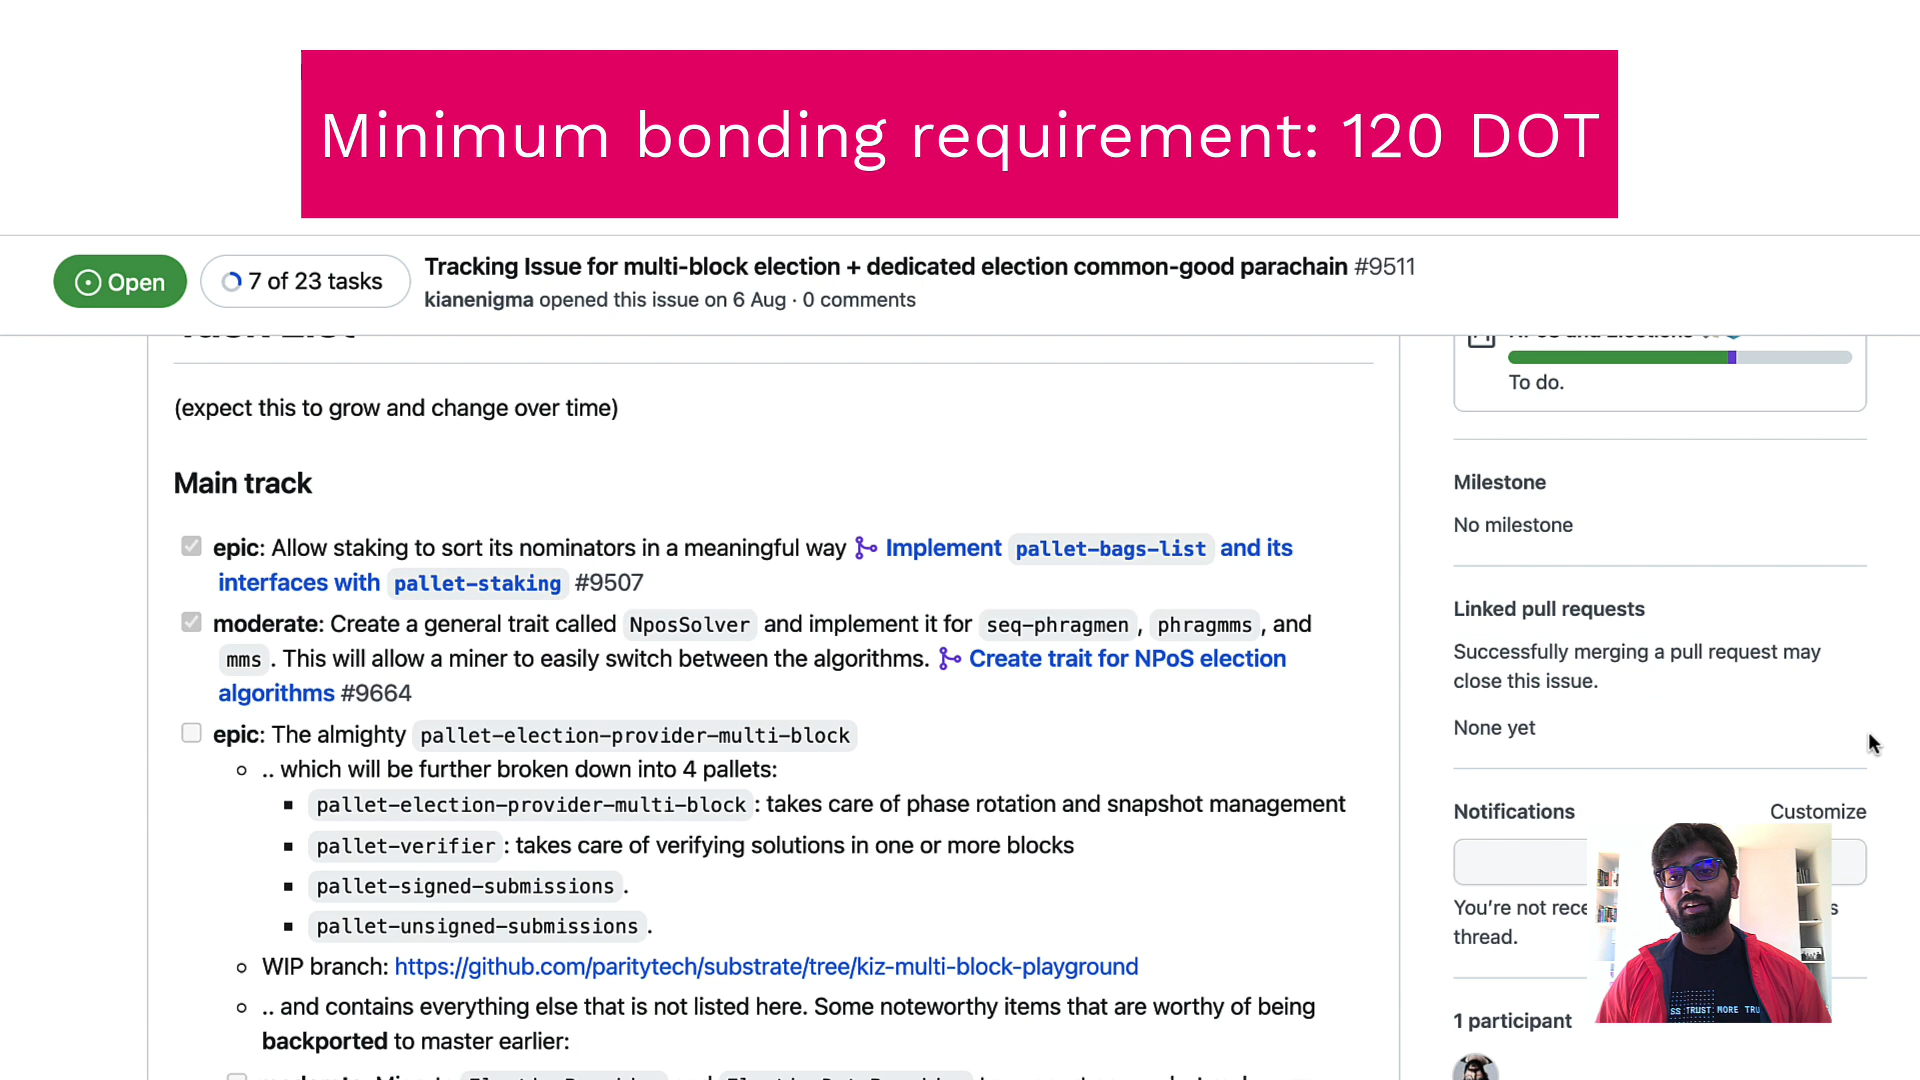 Minimum bonding requirement: 120 DOT
Open
7 of 23 tasks
Tracking Issue for multi-block election + dedicated election common-good parachain #9511
kianenigma opened this issue on 6 Aug · 0 comments
(expect this to grow and change over time)
Main track
epic: Allow staking to sort its nominators in a meaningful way Implement pallet-bags-list and its
interfaces with pallet-staking #9507
moderate: Create a general trait called NposSolver and implement it for seq-phragmen, phragmms, and
mms. This will allow a miner to easily switch between the algorithms. Create trait for NPoS election
algorithms #9664
epic: The almighty pallet-election-provider-multi-block
.. which will be further broken down into 4 pallets:
pallet-election-provider-multi-block: takes care of phase rotation and snapshot management
pallet-verifier: takes care of verifying solutions in one or more blocks
pallet-signed-submissions.
pallet-unsigned-submissions.
WIP branch: https://github.com/paritytech/substrate/tree/kiz-multi-block-playground
.. and contains everything else that is not listed here. Some noteworthy items that are worthy of being
backported to master earlier:
To do.
Milestone
No milestone
Linked pull requests
Successfully merging a pull request may
close this issue.
None yet
Notifications
Customize
You're not
thread.
1 participant
TRUST: MORE